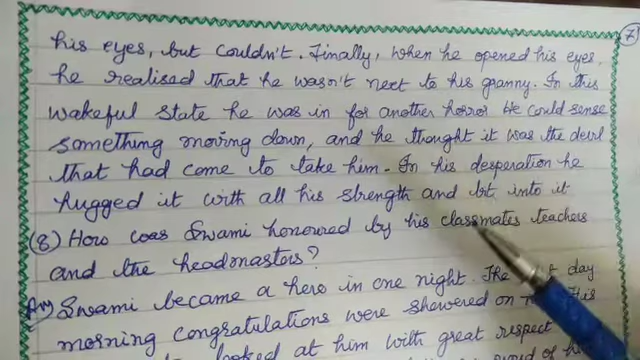 7
his eyes, but couldn't. Finally, when he opened his eyes,
he realised that he wasn't next to his granny. In this
wakeful state he was in for another horror He could sense
something moving down, and he thought it was the devil
that had come to take him. In his desperation he
hugged it with all his strength and bit into it
(8) How was Swami honoured by his classmates teachers
and the headmasters?
Ans) Swami became a hero in one night. The day
morning congratulations were showered on His
looked at him with great respect